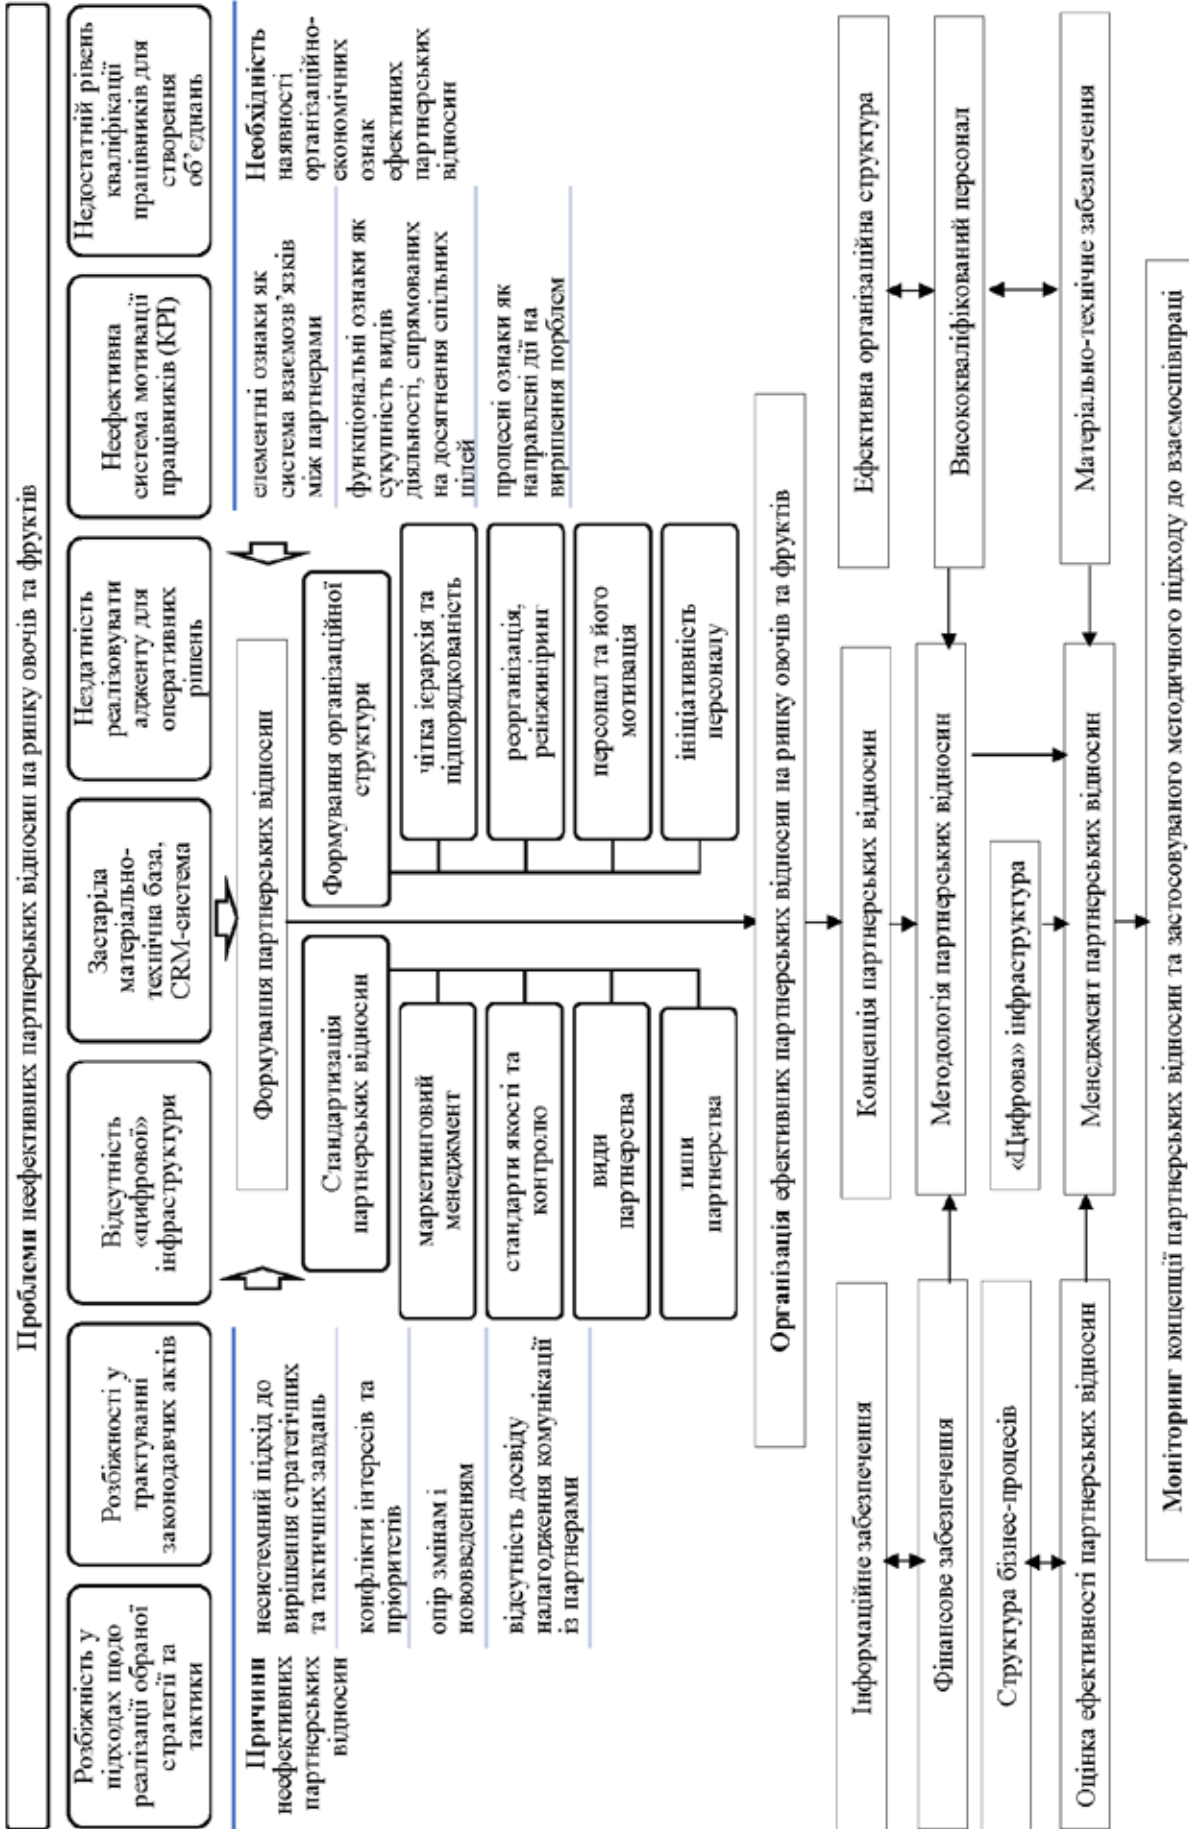 Проблеми неефективних партнерських відносин на ринку овочів та фруктів
Розбіжність у
підходах щодо
реалізації обраної
стратегії та
тактики
Розбіжності у
трактуванні
законодавчих актів
Відсутність
«цифрової»
інфраструктури
Застаріла
матеріально-
технічна база,
CRM-система
Нездатність
реалізовувати
адженту для
оперативних
рішень
Неефективна
система мотивації
працівників (KPI)
Недостатній рівень
кваліфікації
працівників для
створення
об’єднань
Причини
неефективних
партнерських
відносин
несистемний підхід до
вирішення стратегічних
та тактичних завдань
конфлікти інтересів та
пріоритетів
опір змінам і
нововведенням
відсутність досвіду
налагодження комунікації
із партнерами
Формування партнерських відносин
Стандартизація
партнерських відносин
маркетинговий
менеджмент
стандарти якості та
контролю
види
партнерства
типи
партнерства
Формування організаційної
структури
чітка ієрархія та
підпорядкованість
реорганізація,
реінжиніринг
персонал та його
мотивація
ініціативність
персоналу
елементні ознаки як
система взаємозв’язків
між партнерами
функціональні ознаки як
сукупність видів
діяльності, спрямованих
на досягнення спільних
цілей
процесні ознаки як
направлені дії на
вирішення порблем
Необхідність
наявності
організаційно-
економічних
ознак
ефектиних
партнерських
відносин
Організація ефективних партнерських відносин на ринку овочів та фруктів
Інформаційне забезпечення
Фінансове забезпечення
Структура бізнес-процесів
Оцінка ефективності партнерських відносин
Концепція партнерських відносин
Методологія партнерських відносин
«Цифрова» інфраструктура
Менеджмент партнерських відносин
Ефективна організаційна структура
Висококваліфікований персонал
Матеріально-технічне забезпечення
Моніторинг концепції партнерських відносин та застосовуваного методичного підходу до взаємоспівпраці